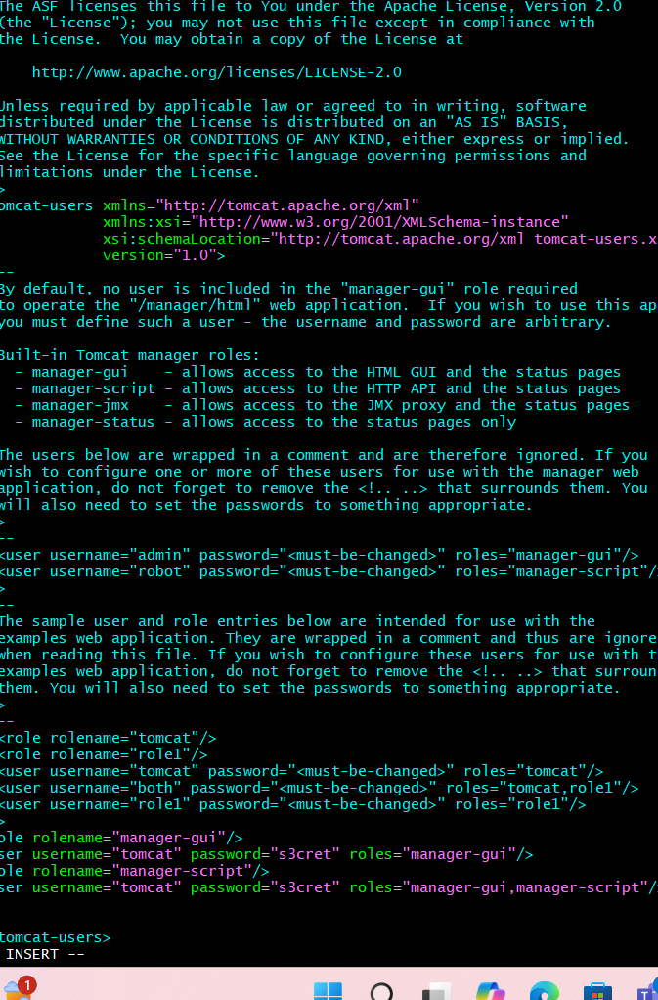 The ASF licenses this file to You under the Apache License, Version 2.0
(the "License"); you may not use this file except in compliance with
the License.  You may obtain a copy of the License at
http://www.apache.org/licenses/LICENSE-2.0
Unless required by applicable law or agreed to in writing, software
distributed under the License is distributed on an "AS IS" BASIS,
WITHOUT WARRANTIES OR CONDITIONS OF ANY KIND, either express or implied.
See the License for the specific language governing permissions and
limitations under the License.
>
omcat-users xmlns="http://tomcat.apache.org/xml"
xmlns:xsi="http://www.w3.org/2001/XMLSchema-instance"
xsi:schemaLocation="http://tomcat.apache.org/xml tomcat-users.x
version="1.0">
--
By default, no user is included in the "manager-gui" role required
to operate the "/manager/html" web application.  If you wish to use this ap
you must define such a user - the username and password are arbitrary.
Built-in Tomcat manager roles:
- manager-gui    - allows access to the HTML GUI and the status pages
- manager-script - allows access to the HTTP API and the status pages
- manager-jmx    - allows access to the JMX proxy and the status pages
- manager-status - allows access to the status pages only
The users below are wrapped in a comment and are therefore ignored. If you
wish to configure one or more of these users for use with the manager web
application, do not forget to remove the <!.. ..> that surrounds them. You
will also need to set the passwords to something appropriate.
>
--
<user username="admin" password="<must-be-changed>" roles="manager-gui"/>
<user username="robot" password="<must-be-changed>" roles="manager-script"/
>
--
The sample user and role entries below are intended for use with the
examples web application. They are wrapped in a comment and thus are ignore
when reading this file. If you wish to configure these users for use with t
examples web application, do not forget to remove the <!.. ..> that surroun
them. You will also need to set the passwords to something appropriate.
>
--
<role rolename="tomcat"/>
<role rolename="role1"/>
<user username="tomcat" password="<must-be-changed>" roles="tomcat"/>
<user username="both" password="<must-be-changed>" roles="tomcat,role1"/>
<user username="role1" password="<must-be-changed>" roles="role1"/>
>
ole rolename="manager-gui"/>
ser username="tomcat" password="s3cret" roles="manager-gui"/>
ole rolename="manager-script"/>
ser username="tomcat" password="s3cret" roles="manager-gui,manager-script"/
tomcat-users>
INSERT --
1
T